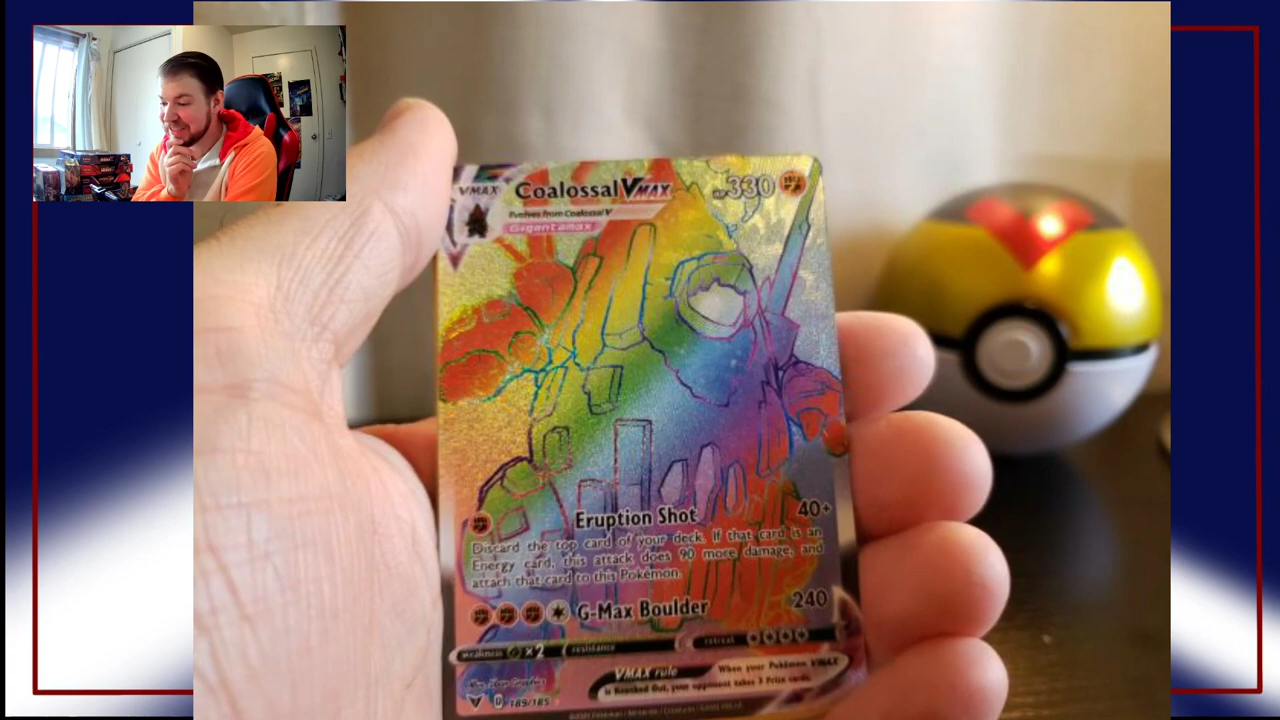 VMAX Coalossal VMAX HP 330
Evolves from Coalossal V
Gigantamax
Eruption Shot 40+
Discard the top card of your deck. If that card is an
Energy card, this attack does 90 more damage, and
attach that card to this Pokémon.
G-Max Boulder 240
weakness ×2 resistance retreat
VMAX rule When your Pokémon VMAX
is Knocked Out, your opponent takes 3 Prize cards.
D 189/185